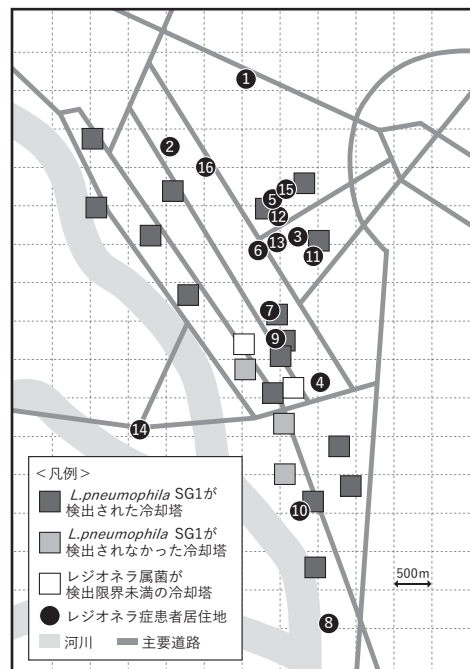 1
2
16
15
5
12
3
13
6
11
7
9
4
14
10
8
500m
<凡例>
L.pneumophila SG1が
検出された冷却塔
L.pneumophila SG1が
検出されなかった冷却塔
レジオネラ属菌が
検出限界未満の冷却塔
レジオネラ症患者居住地
河川 主要道路